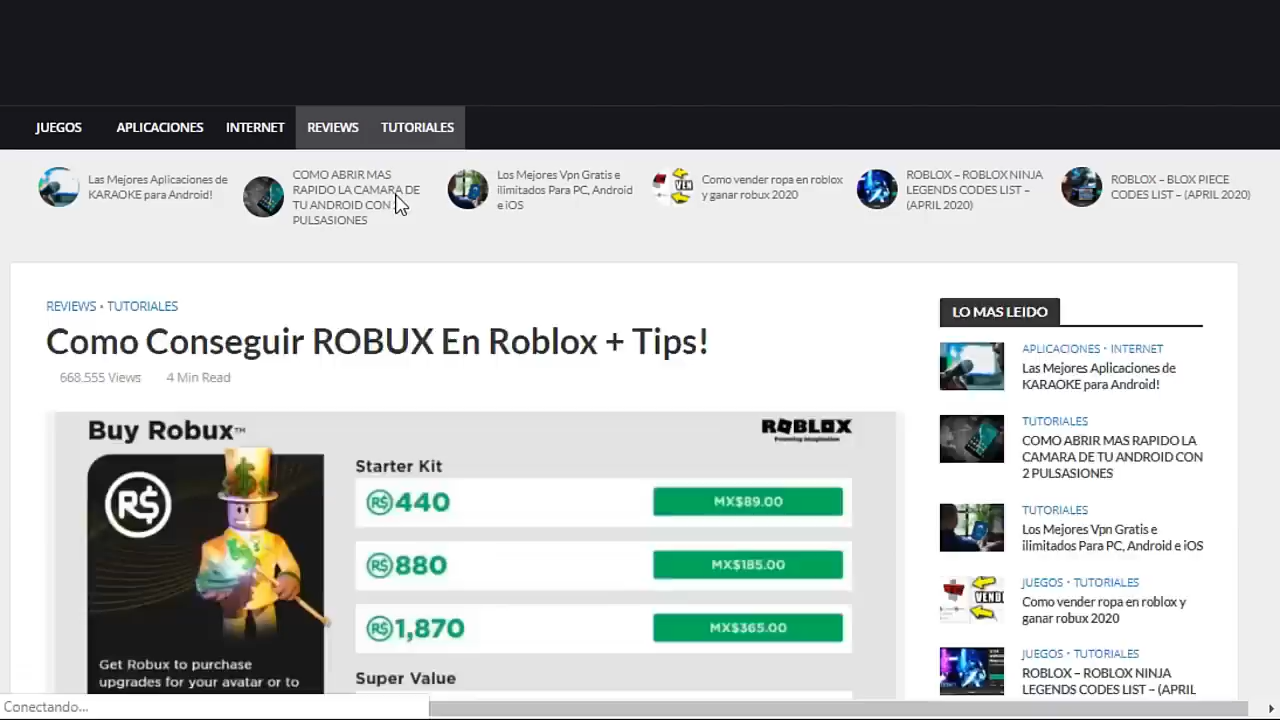 JUEGOS APLICACIONES INTERNET REVIEWS TUTORIALES
Las Mejores Aplicaciones de
KARAOKE para Android!
COMO ABRIR MAS
RAPIDO LA CAMARA DE
TU ANDROID CON 2
PULSASIONES
Los Mejores Vpn Gratis e
ilimitados Para PC, Android
e iOS
VEN
Como vender ropa en roblox
y ganar robux 2020
ROBLOX – ROBLOX NINJA
LEGENDS CODES LIST –
(APRIL 2020)
ROBLOX – BLOX PIECE
CODES LIST – (APRIL 2020)
REVIEWS • TUTORIALES
Como Conseguir ROBUX En Roblox + Tips!
668.555 Views 4 Min Read
Buy Robux™
ROBLOX
Powering Imagination
R$
Starter Kit
R$ 440 MX$89.00
R$ 880 MX$185.00
R$ 1,870 MX$365.00
Super Value
Get Robux to purchase
upgrades for your avatar or to
LO MAS LEIDO
APLICACIONES • INTERNET
Las Mejores Aplicaciones de
KARAOKE para Android!
TUTORIALES
COMO ABRIR MAS RAPIDO LA
CAMARA DE TU ANDROID CON
2 PULSASIONES
TUTORIALES
Los Mejores Vpn Gratis e
ilimitados Para PC, Android e iOS
JUEGOS • TUTORIALES
Como vender ropa en roblox y
ganar robux 2020
JUEGOS • TUTORIALES
ROBLOX – ROBLOX NINJA
LEGENDS CODES LIST – (APRIL
Conectando...